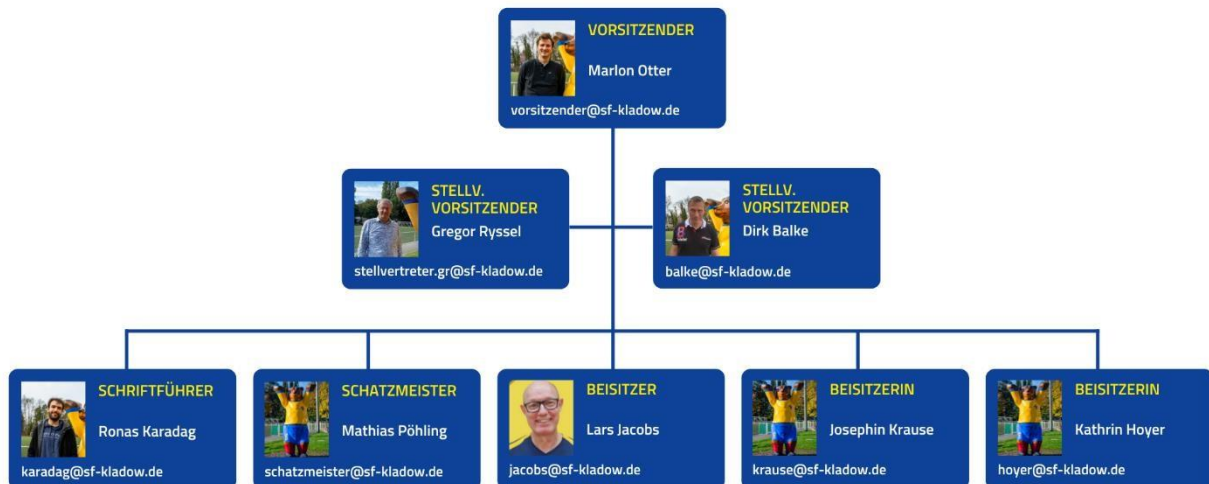 VORSITZENDER
Marlon Otter
vorsitzender@sf-kladow.de
STELLV.
VORSITZENDER
Gregor Ryssel
stellvertreter.gr@sf-kladow.de
STELLV.
VORSITZENDER
Dirk Balke
balke@sf-kladow.de
SCHRIFTFÜHRER
Ronas Karadag
karadag@sf-kladow.de
SCHATZMEISTER
Mathias Pöhling
schatzmeister@sf-kladow.de
BEISITZER
Lars Jacobs
jacobs@sf-kladow.de
BEISITZERIN
Josephin Krause
krause@sf-kladow.de
BEISITZERIN
Kathrin Hoyer
hoyer@sf-kladow.de